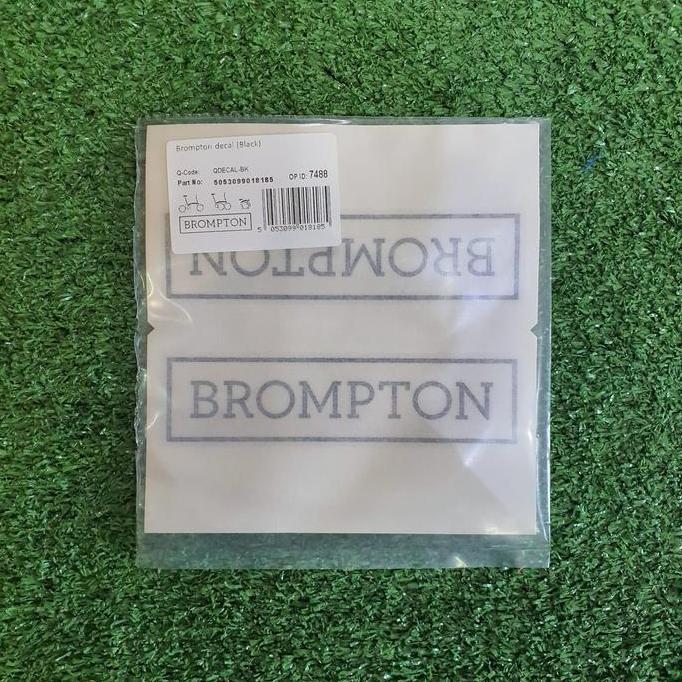 Brompton decal (Black)
Q-Code: QDECAL-BK
Part No: 5053099018185 OP ID: 7488
BROMPTON
5 053099 018185
BROMPTON
BROMPTON